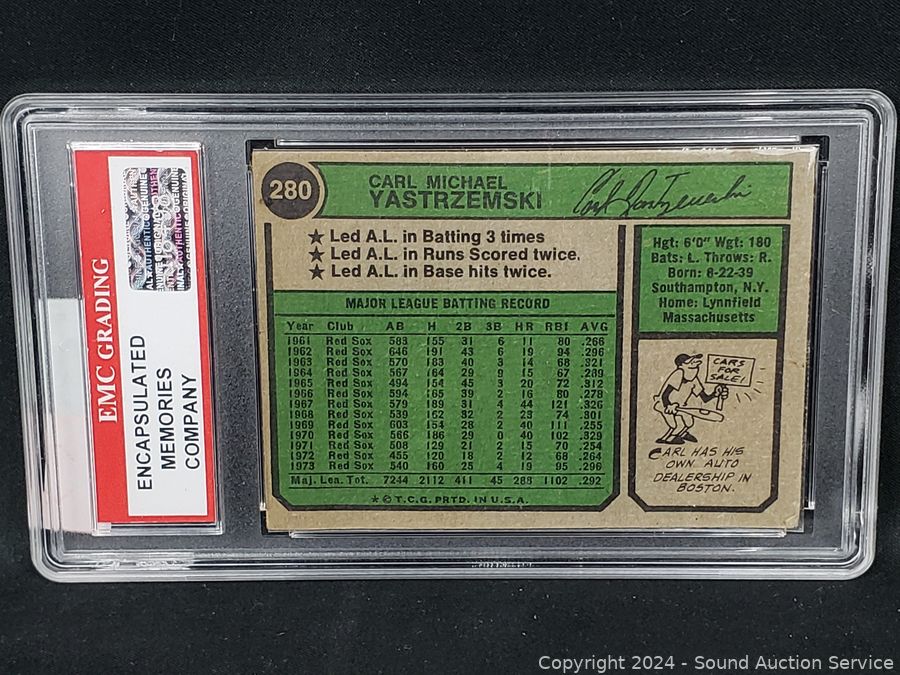 EMC GRADING
ENCAPSULATED
MEMORIES
COMPANY
280
CARL MICHAEL
YASTRZEMSKI
Carl Yastrzemski
★ Led A.L. in Batting 3 times
★ Led A.L. in Runs Scored twice.
★ Led A.L. in Base hits twice.
MAJOR LEAGUE BATTING RECORD
Year Club AB H 2B 3B HR RBI AVG
1961 Red Sox 583 155 31 6 11 80 .266
1962 Red Sox 646 191 43 6 19 94 .296
1963 Red Sox 570 183 40 3 14 68 .321
1964 Red Sox 567 164 29 9 15 67 .289
1965 Red Sox 494 154 45 3 20 72 .312
1966 Red Sox 594 165 39 2 16 80 .278
1967 Red Sox 579 189 31 4 44 121 .326
1968 Red Sox 539 162 32 2 23 74 .301
1969 Red Sox 603 154 28 2 40 111 .255
1970 Red Sox 566 186 29 0 40 102 .329
1971 Red Sox 508 129 21 2 15 70 .254
1972 Red Sox 455 120 18 2 12 68 .264
1973 Red Sox 540 160 25 4 19 95 .296
Maj. Lea. Tot. 7244 2112 411 45 288 1102 .292
★ © T.C.G. PRTD. IN U.S.A.
Hgt: 6'0" Wgt: 180
Bats: L. Throws: R.
Born: 8-22-39
Southampton, N.Y.
Home: Lynnfield
Massachusetts
CARS
FOR
SALE!
CARL HAS HIS
OWN AUTO
DEALERSHIP IN
BOSTON.
Copyright 2024 - Sound Auction Service